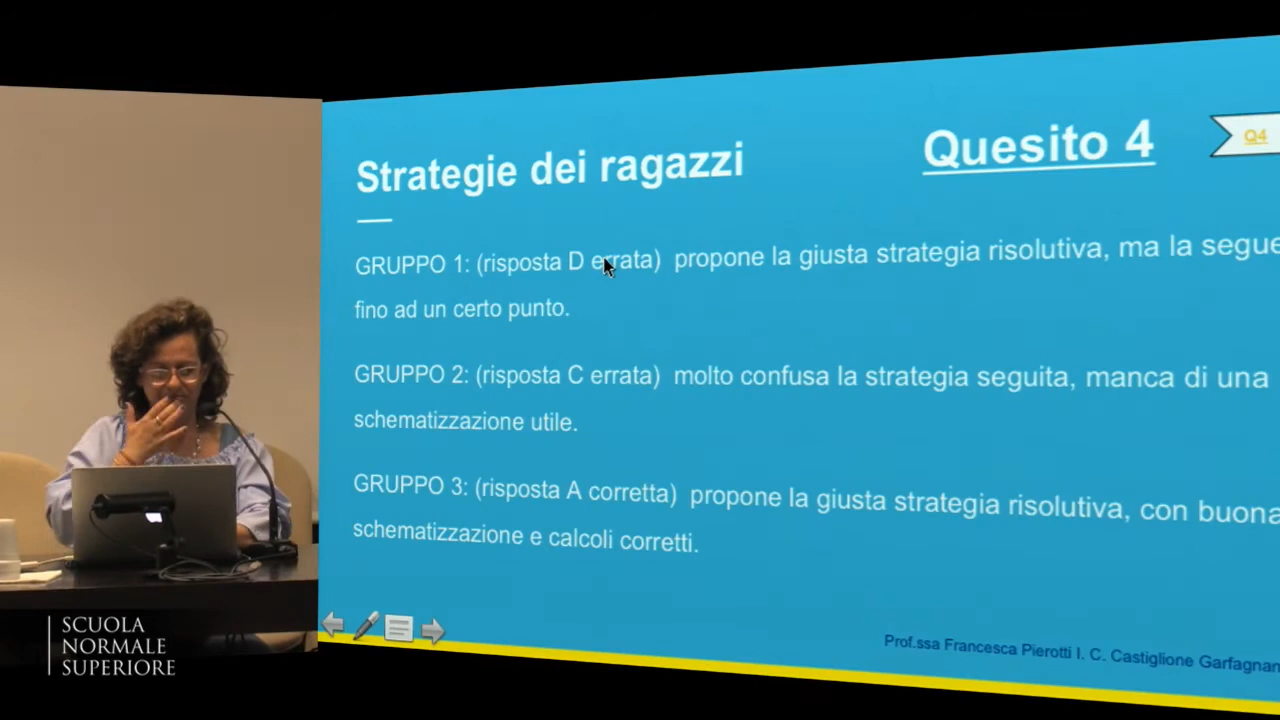 Strategie dei ragazzi
Quesito 4
Q4
GRUPPO 1: (risposta D errata) propone la giusta strategia risolutiva, ma la segue
fino ad un certo punto.
GRUPPO 2: (risposta C errata) molto confusa la strategia seguita, manca di una
schematizzazione utile.
GRUPPO 3: (risposta A corretta) propone la giusta strategia risolutiva, con buona
schematizzazione e calcoli corretti.
Prof.ssa Francesca Pierotti I. C. Castiglione Garfagnan
SCUOLA
NORMALE
SUPERIORE